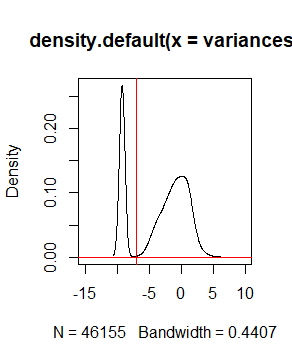 density.default(x = variances
Density
0.20
0.10
0.00
-15 -5 0 5 10
N = 46155 Bandwidth = 0.4407